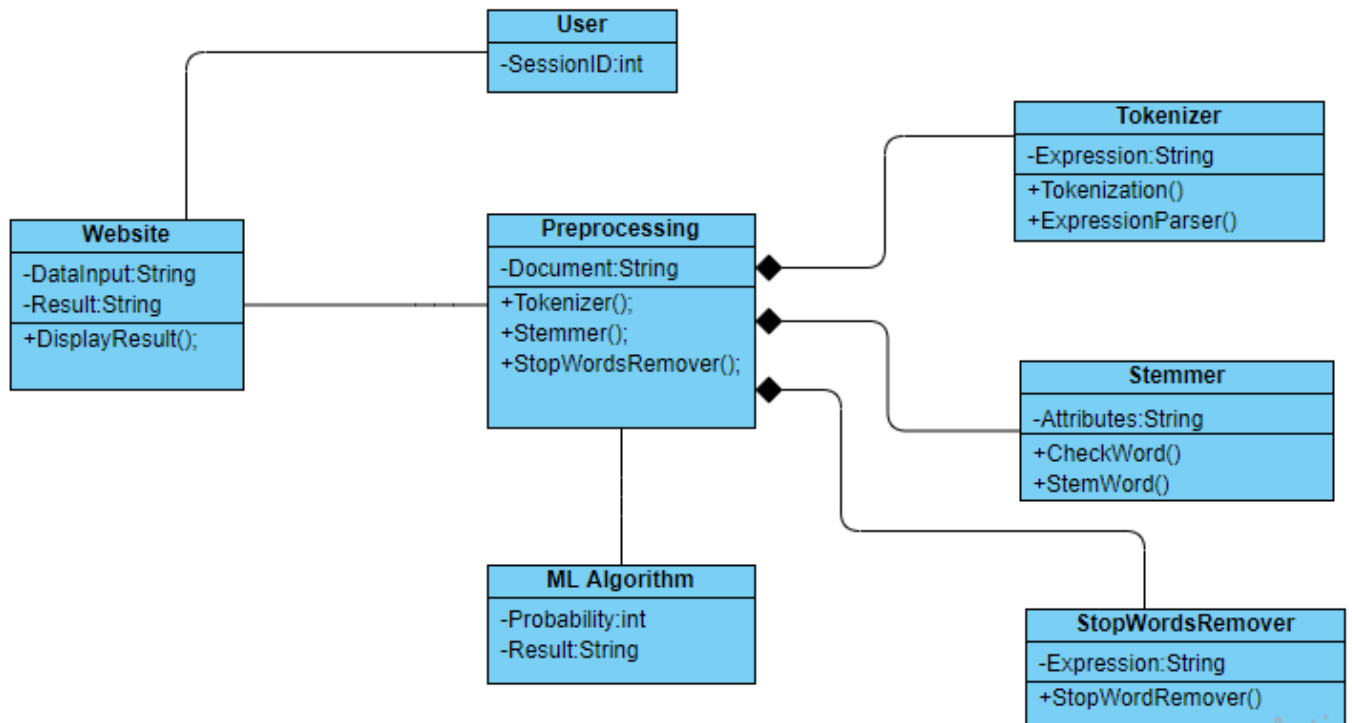 User
-SessionID:int
Tokenizer
-Expression:String
+Tokenization()
+ExpressionParser()
Website
-DataInput:String
-Result:String
+DisplayResult();
Preprocessing
-Document:String
+Tokenizer();
+Stemmer();
+StopWordsRemover();
Stemmer
-Attributes:String
+CheckWord()
+StemWord()
ML Algorithm
-Probability:int
-Result:String
StopWordsRemover
-Expression:String
+StopWordRemover()